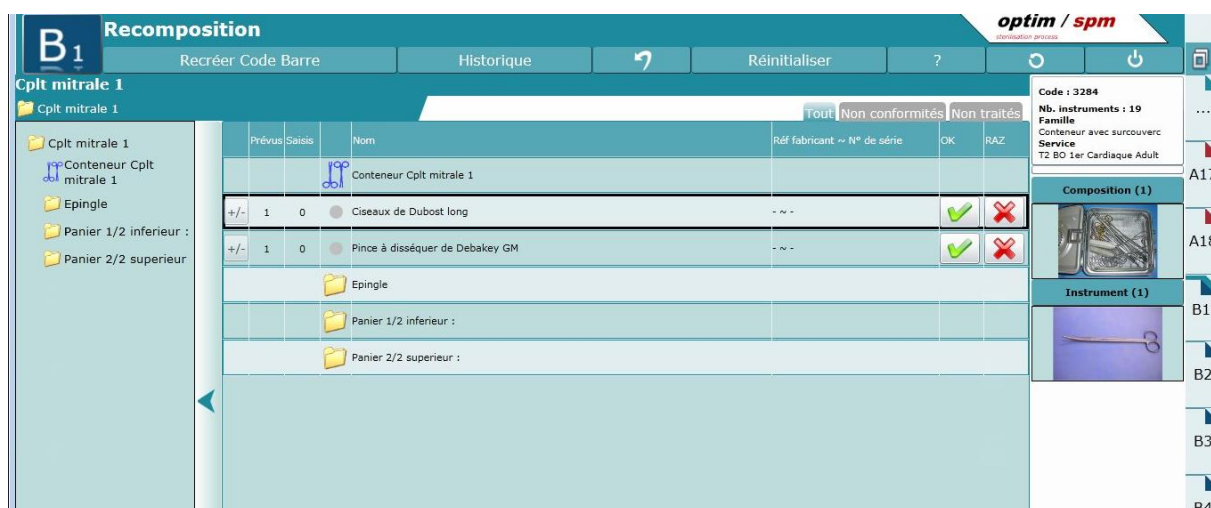 B1
Recomposition
optim / spm
sterilisation process
Recréer Code Barre
Historique
Réinitialiser
?
Cplt mitrale 1
Cplt mitrale 1
Tout
Non conformités
Non traités
Code : 3284
Nb. instruments : 19
Famille
Conteneur avec surcouverc
Service
T2 BO 1er Cardiaque Adult
Cplt mitrale 1
Conteneur Cplt
mitrale 1
Epingle
Panier 1/2 inferieur :
Panier 2/2 superieur
Prévus Saisis Nom Réf fabricant ~ N° de série OK RAZ
Conteneur Cplt mitrale 1
+/- 1 0 Ciseaux de Dubost long - ~ -
+/- 1 0 Pince à disséquer de Debakey GM - ~ -
Epingle
Panier 1/2 inferieur :
Panier 2/2 superieur :
Composition (1)
Instrument (1)
...
A17
A18
B1
B2
B3
B4